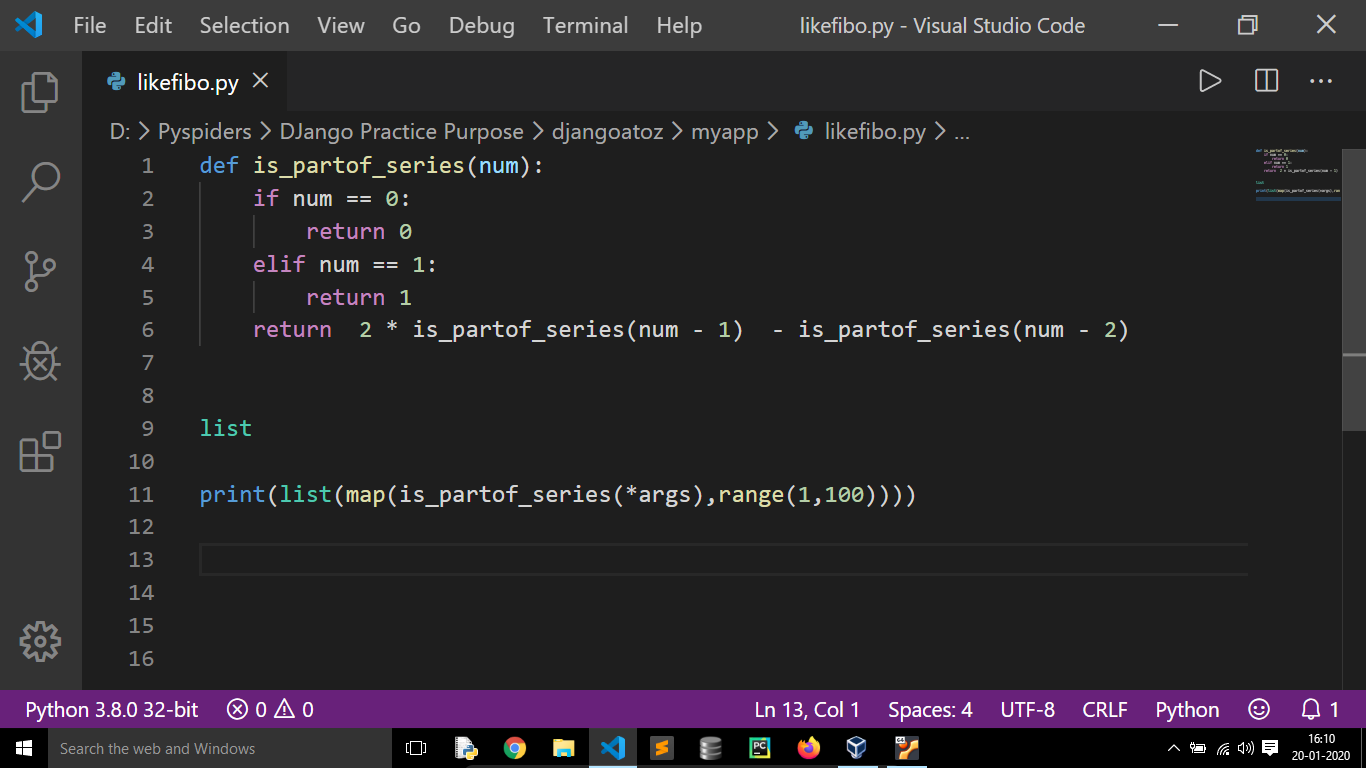 File Edit Selection View Go Debug Terminal Help likefibo.py - Visual Studio Code
likefibo.py
D: > Pyspiders > DJango Practice Purpose > djangoatoz > myapp > likefibo.py > ...
1 def is_partof_series(num):
2     if num == 0:
3         return 0
4     elif num == 1:
5         return 1
6     return  2 * is_partof_series(num - 1)  - is_partof_series(num - 2)
7
8
9 list
10
11 print(list(map(is_partof_series(*args),range(1,100))))
12
13
14
15
16
Python 3.8.0 32-bit 0 0 Ln 13, Col 1 Spaces: 4 UTF-8 CRLF Python 1
Search the web and Windows
16:10
20-01-2020